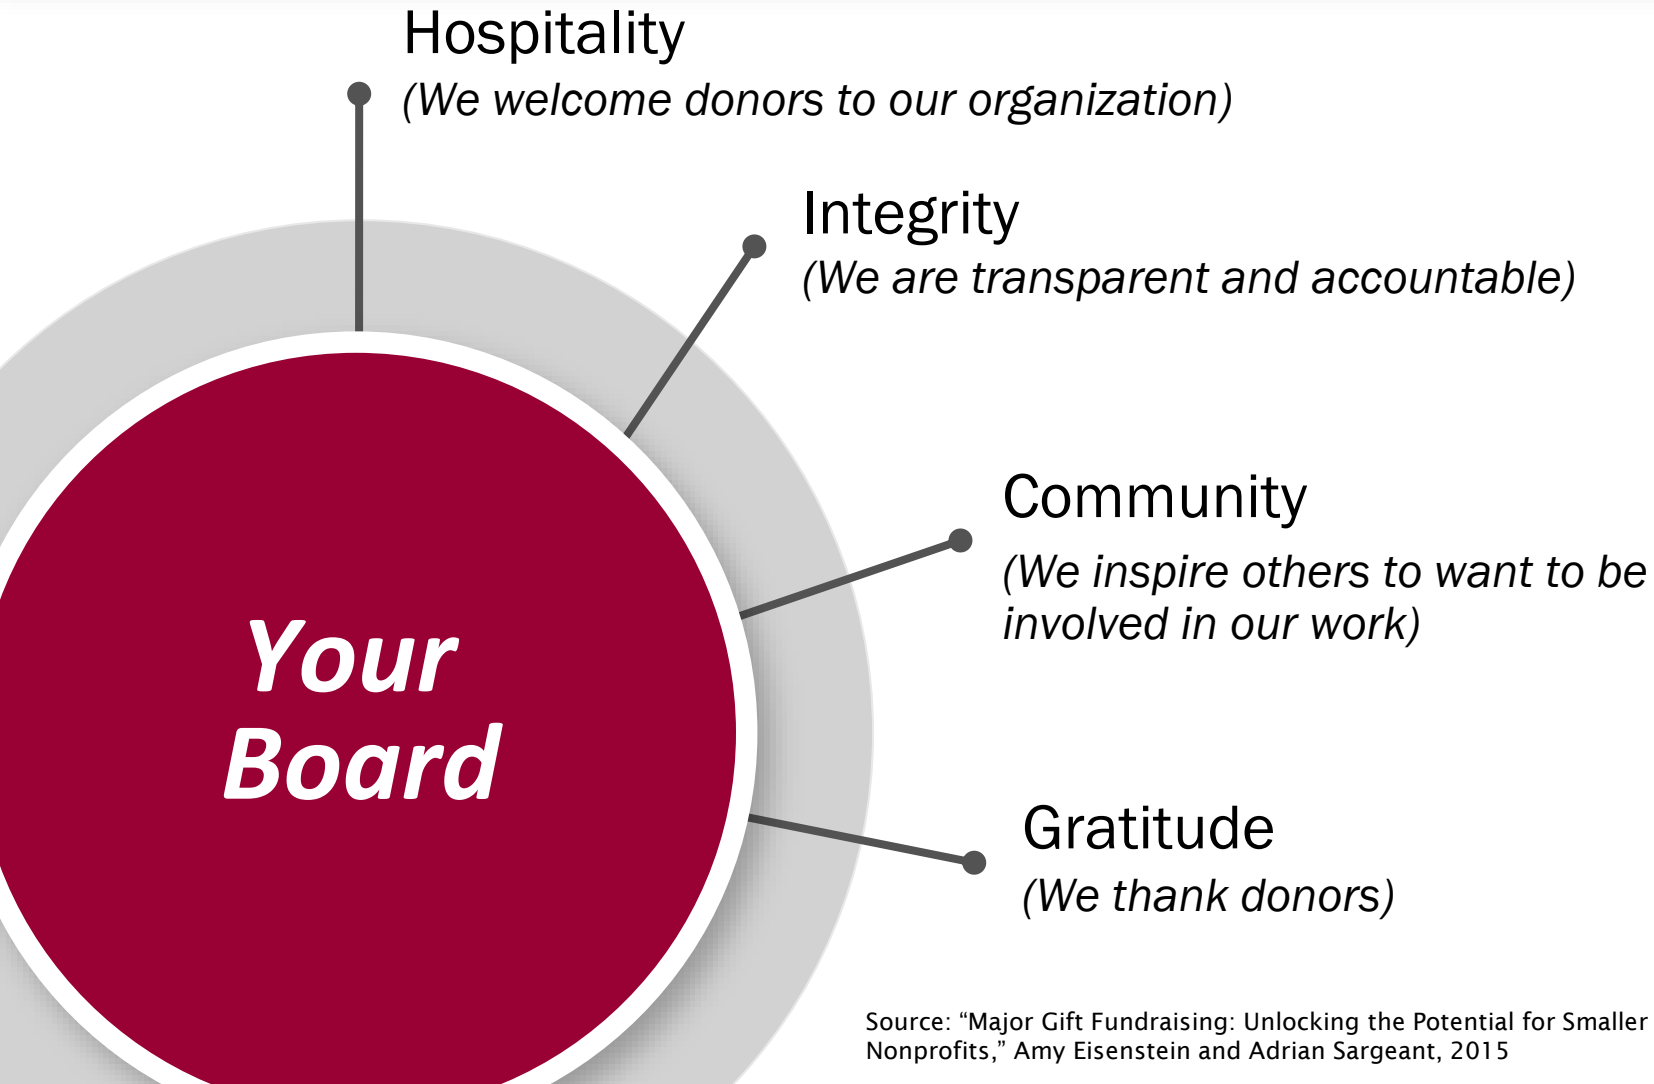 Hospitality
(We welcome donors to our organization)
Integrity
(We are transparent and accountable)
Community
(We inspire others to want to be
involved in our work)
Your
Board
Gratitude
(We thank donors)
Source: “Major Gift Fundraising: Unlocking the Potential for Smaller
Nonprofits,” Amy Eisenstein and Adrian Sargeant, 2015